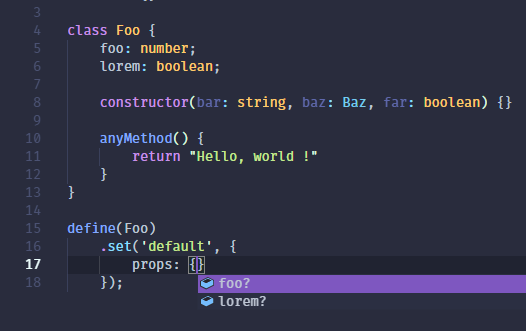 3
4 class Foo {
5 foo: number;
6 lorem: boolean;
7
8 constructor(bar: string, baz: Baz, far: boolean) {}
9
10 anyMethod() {
11 return "Hello, world !"
12 }
13 }
14
15 define(Foo)
16 .set('default', {
17 props: {}
foo?
18 });
lorem?